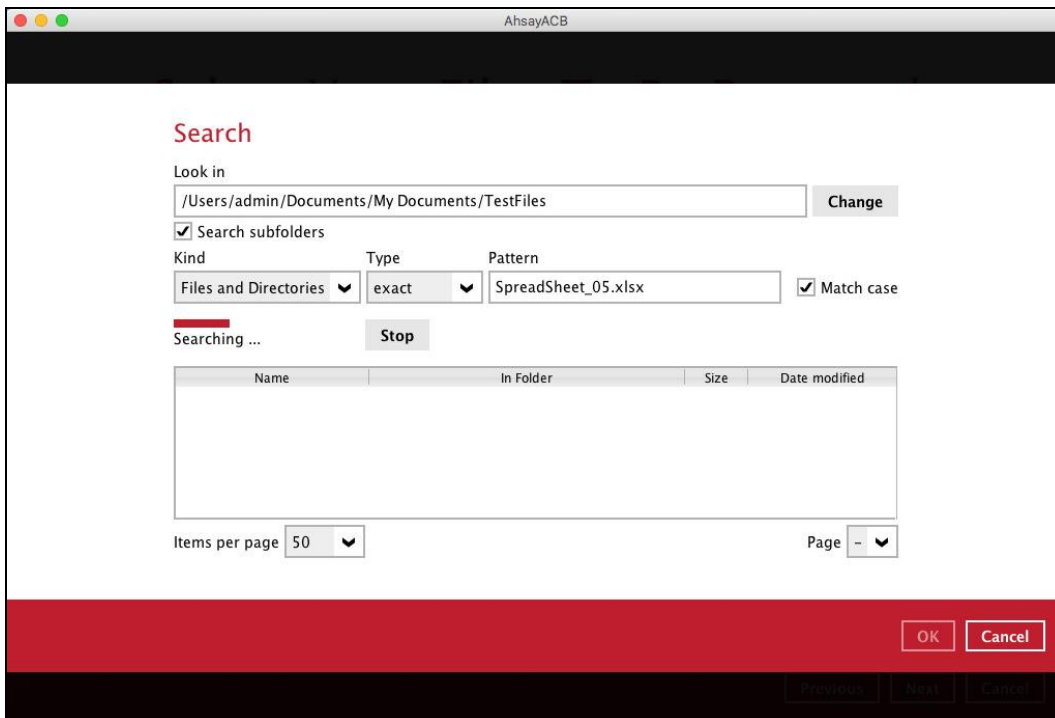 AhsayACB
Search
Look in
/Users/admin/Documents/My Documents/TestFiles
Change
Search subfolders
Kind Type Pattern
Files and Directories exact SpreadSheet_05.xlsx Match case
Searching ... Stop
Name In Folder Size Date modified
Items per page 50 Page -
OK Cancel
Previous Next Cancel